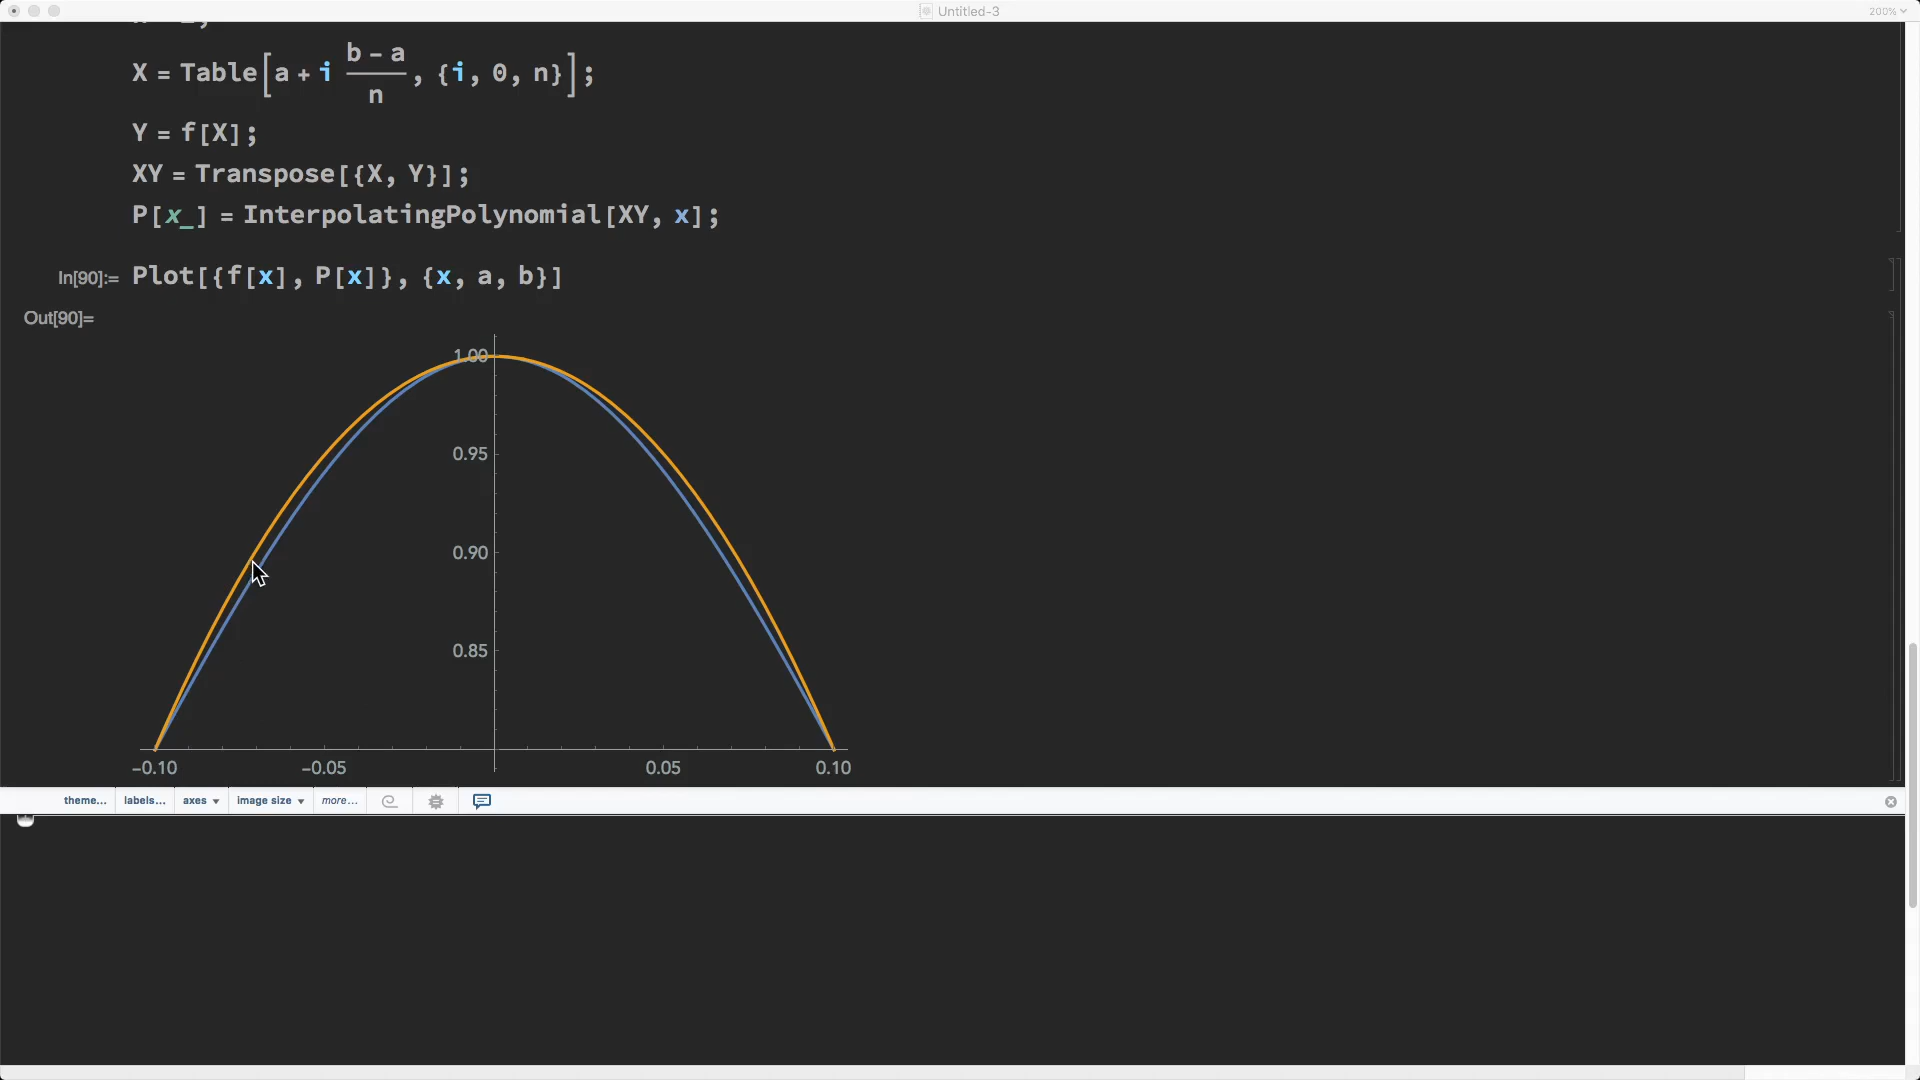 Untitled-3
200%
X = Table[a + i (b - a)/n, {i, 0, n}];
Y = f[X];
XY = Transpose[{X, Y}];
P[x_] = InterpolatingPolynomial[XY, x];
In[90]:= Plot[{f[x], P[x]}, {x, a, b}]
Out[90]=
1.00
0.95
0.90
0.85
-0.10 -0.05 0.05 0.10
theme... labels... axes image size more...